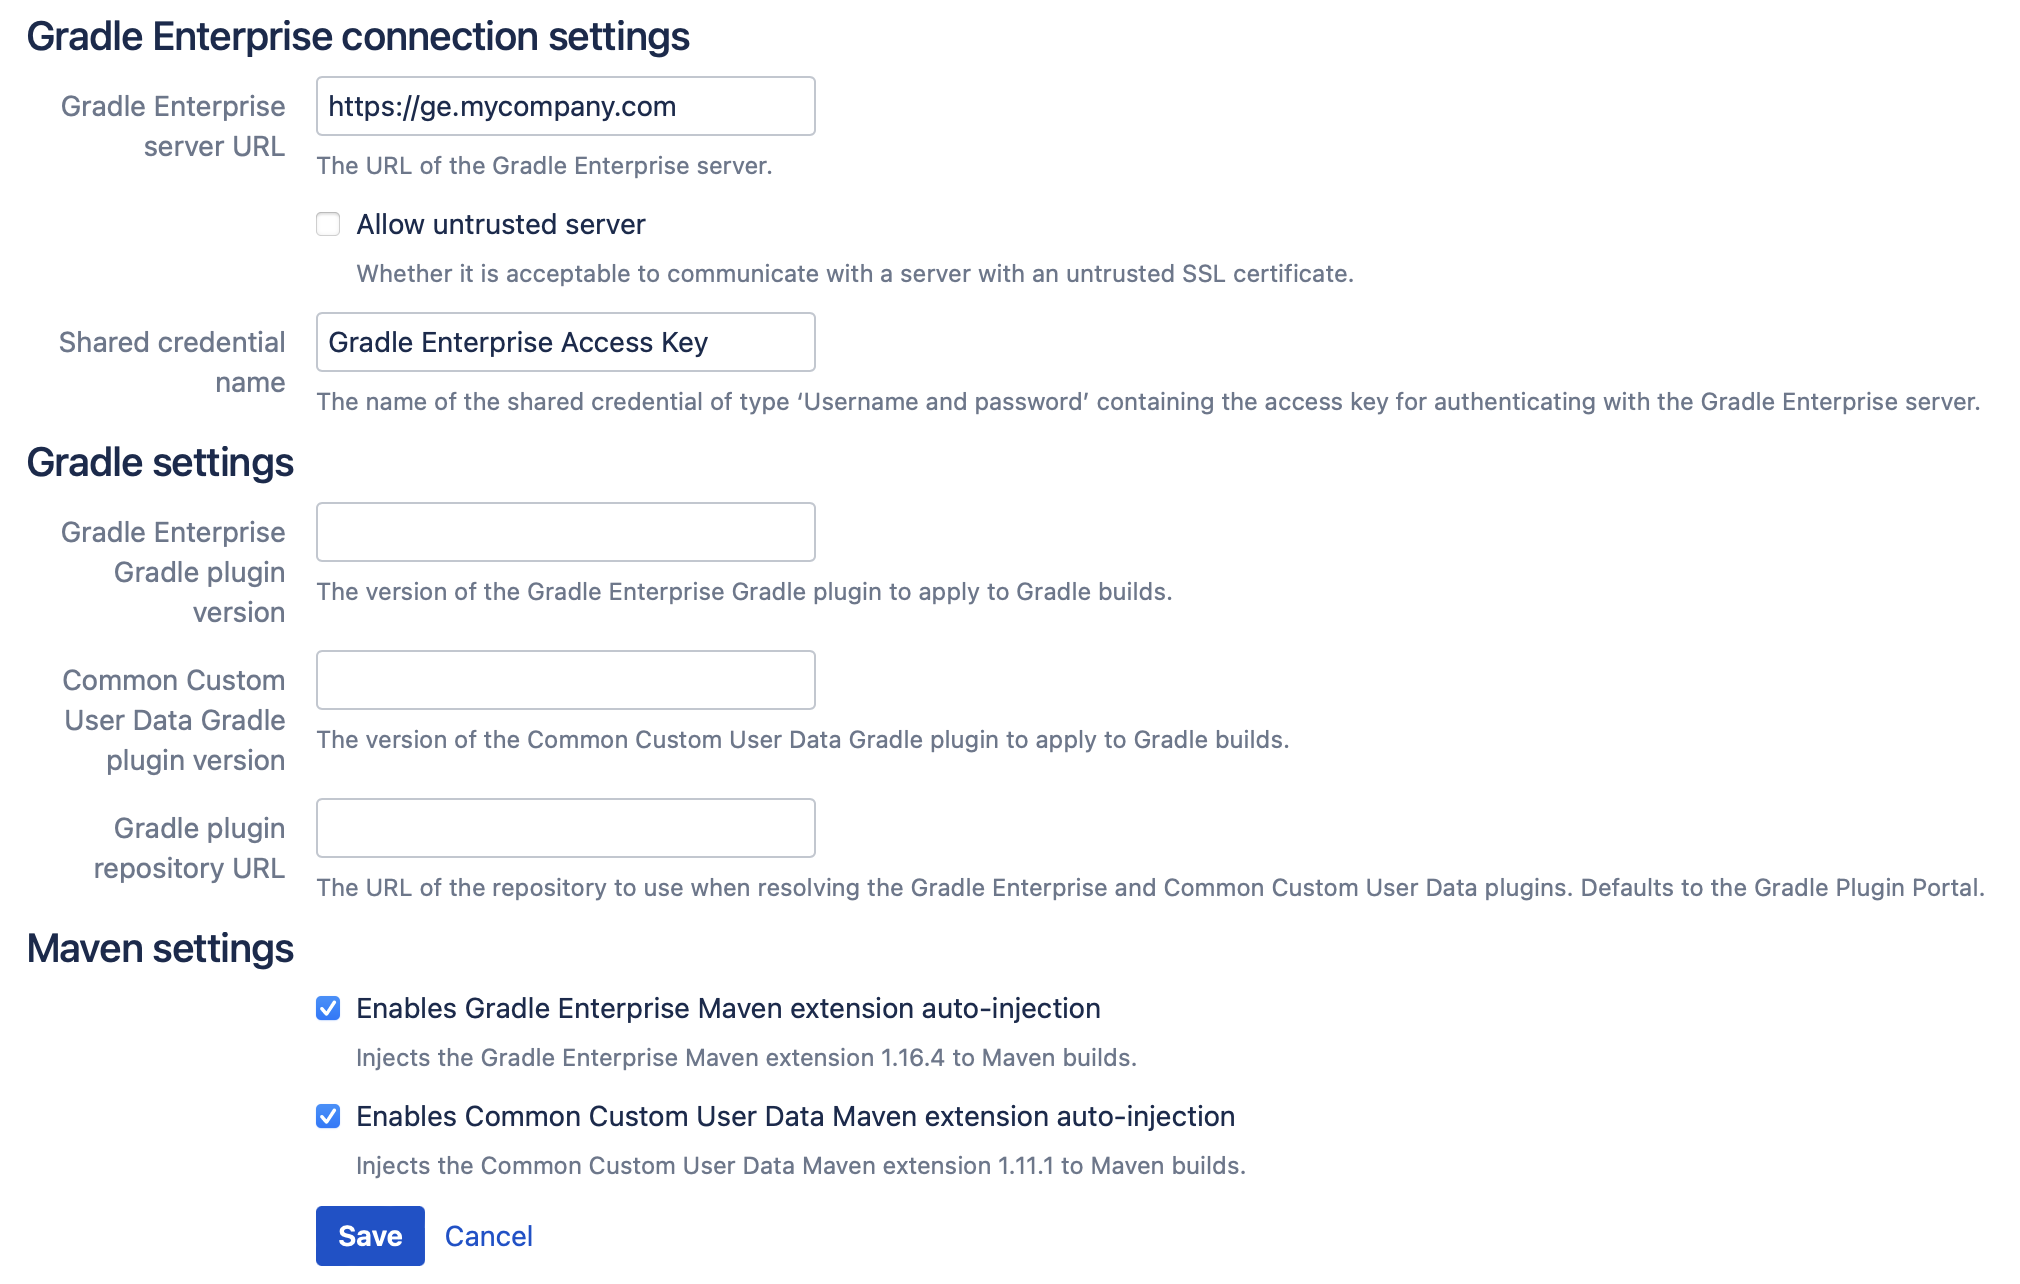 Gradle Enterprise connection settings
Gradle Enterprise
server URL
https://ge.mycompany.com
The URL of the Gradle Enterprise server.
Allow untrusted server
Whether it is acceptable to communicate with a server with an untrusted SSL certificate.
Shared credential
name
Gradle Enterprise Access Key
The name of the shared credential of type ‘Username and password’ containing the access key for authenticating with the Gradle Enterprise server.
Gradle settings
Gradle Enterprise
Gradle plugin
version
The version of the Gradle Enterprise Gradle plugin to apply to Gradle builds.
Common Custom
User Data Gradle
plugin version
The version of the Common Custom User Data Gradle plugin to apply to Gradle builds.
Gradle plugin
repository URL
The URL of the repository to use when resolving the Gradle Enterprise and Common Custom User Data plugins. Defaults to the Gradle Plugin Portal.
Maven settings
Enables Gradle Enterprise Maven extension auto-injection
Injects the Gradle Enterprise Maven extension 1.16.4 to Maven builds.
Enables Common Custom User Data Maven extension auto-injection
Injects the Common Custom User Data Maven extension 1.11.1 to Maven builds.
Save Cancel